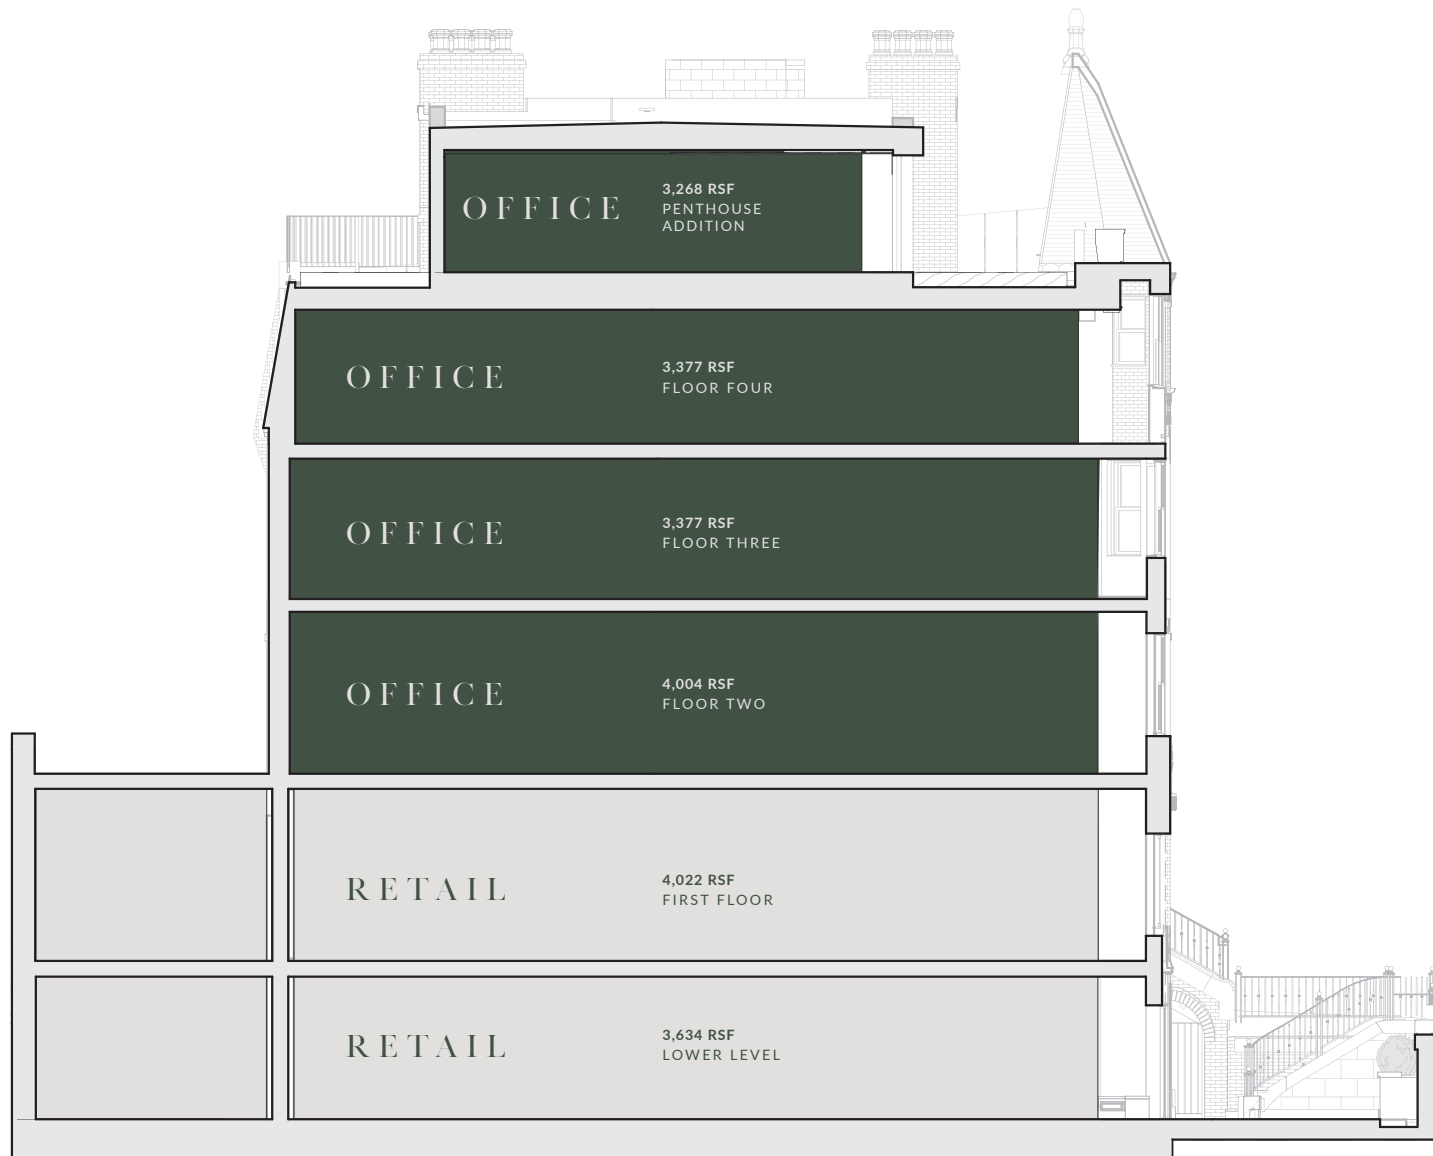 OFFICE
3,268 RSF
PENTHOUSE
ADDITION
OFFICE
3,377 RSF
FLOOR FOUR
OFFICE
3,377 RSF
FLOOR THREE
OFFICE
4,004 RSF
FLOOR TWO
RETAIL
4,022 RSF
FIRST FLOOR
RETAIL
3,634 RSF
LOWER LEVEL